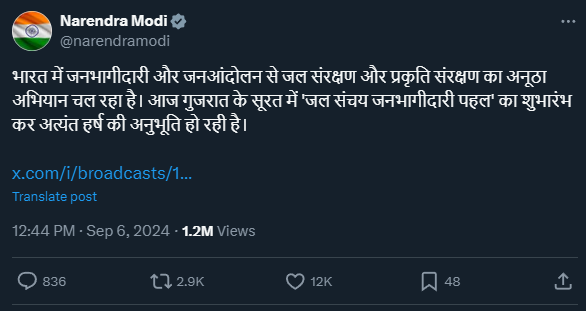 Narendra Modi
@narendramodi
भारत में जनभागीदारी और जनआंदोलन से जल संरक्षण और प्रकृति संरक्षण का अनूठा
अभियान चल रहा है। आज गुजरात के सूरत में 'जल संचय जनभागीदारी पहल' का शुभारंभ
कर अत्यंत हर्ष की अनुभूति हो रही है।
x.com/i/broadcasts/1...
Translate post
12:44 PM · Sep 6, 2024 · 1.2M Views
836 2.9K 12K 48